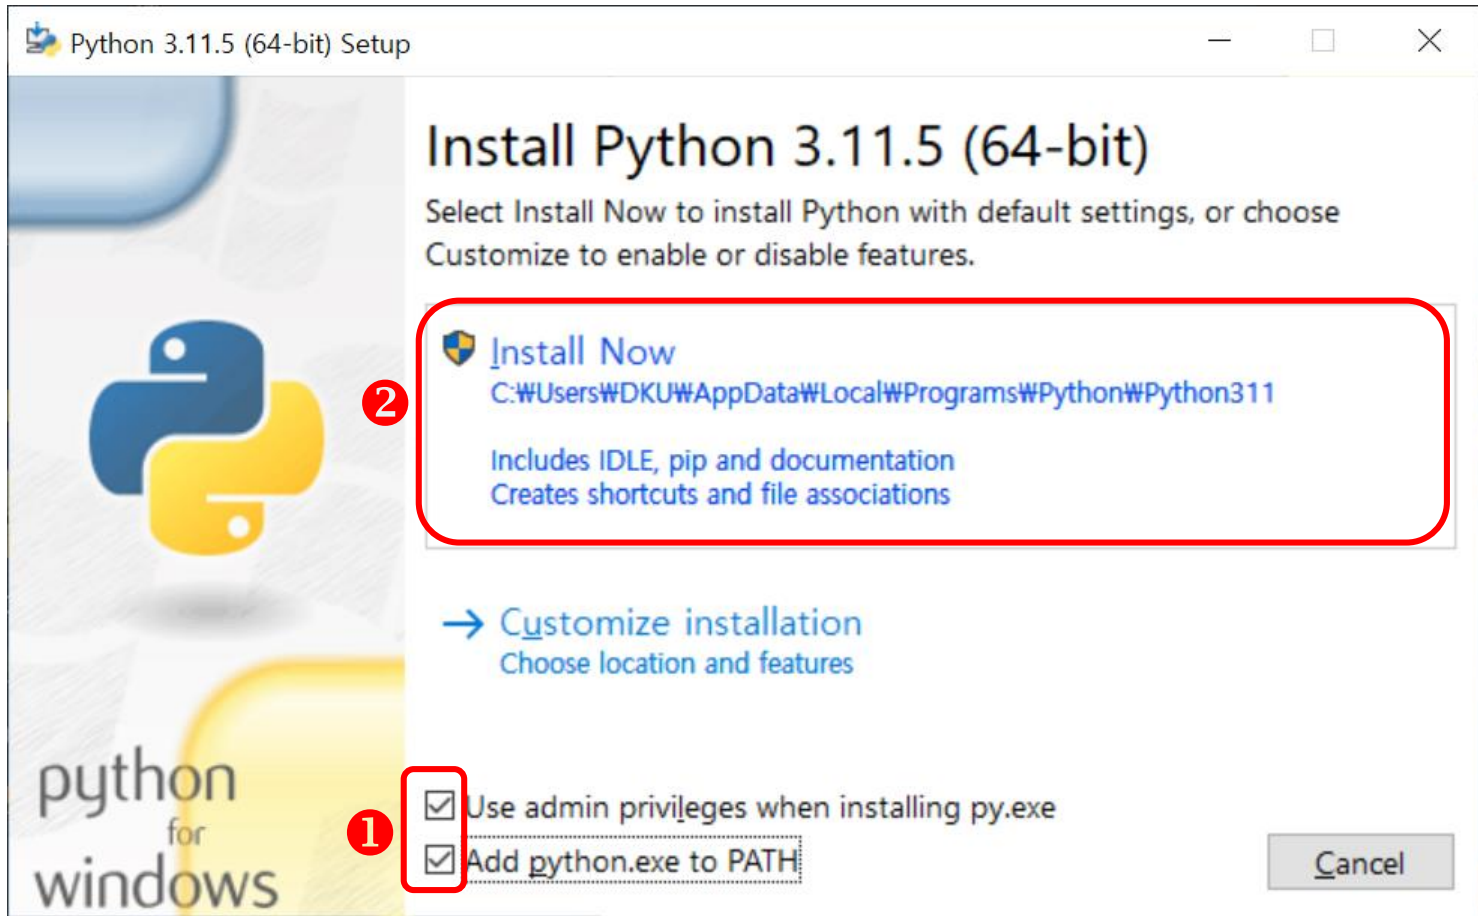 Python 3.11.5 (64-bit) Setup
Install Python 3.11.5 (64-bit)
Select Install Now to install Python with default settings, or choose
Customize to enable or disable features.
❷
Install Now
C:₩Users₩DKU₩AppData₩Local₩Programs₩Python₩Python311
Includes IDLE, pip and documentation
Creates shortcuts and file associations
Customize installation
Choose location and features
❶
Use admin privileges when installing py.exe
Add python.exe to PATH
Cancel
python
for
windows